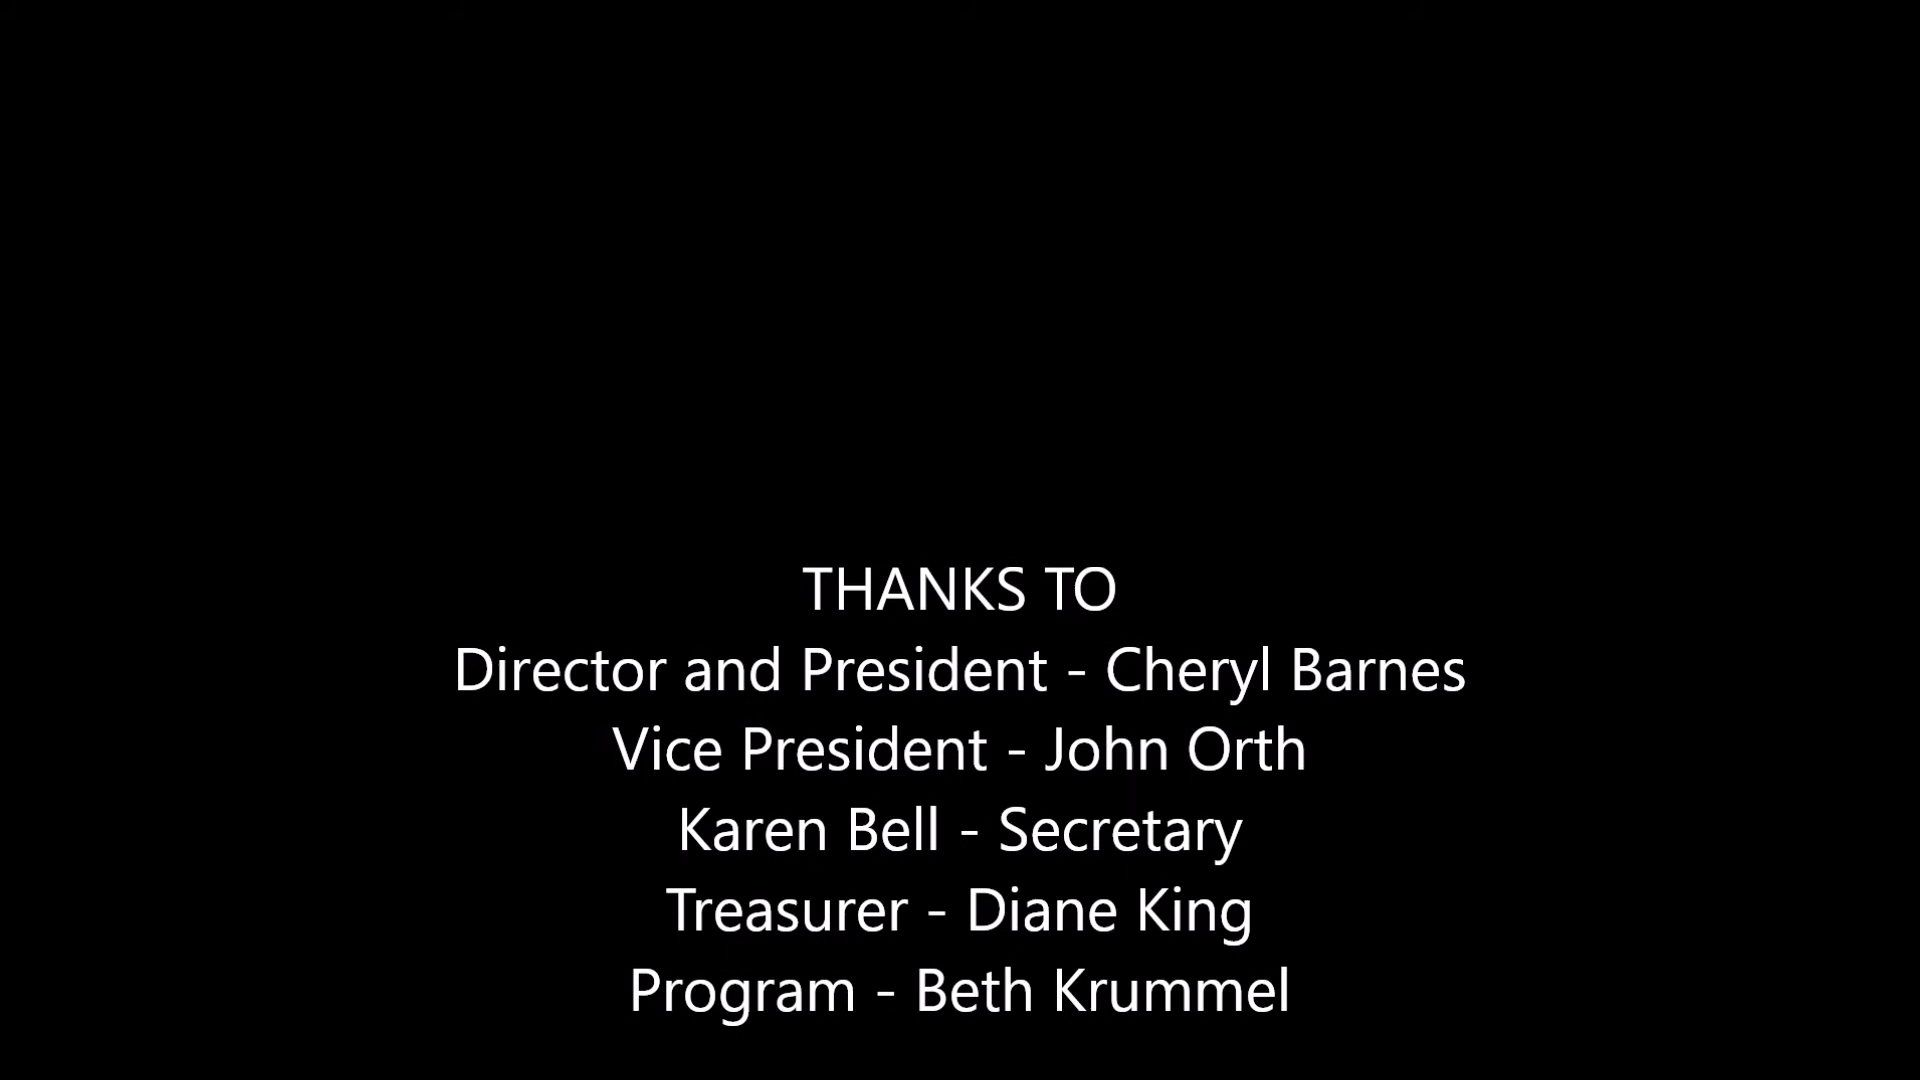 THANKS TO
Director and President - Cheryl Barnes
Vice President - John Orth
Karen Bell - Secretary
Treasurer - Diane King
Program - Beth Krummel